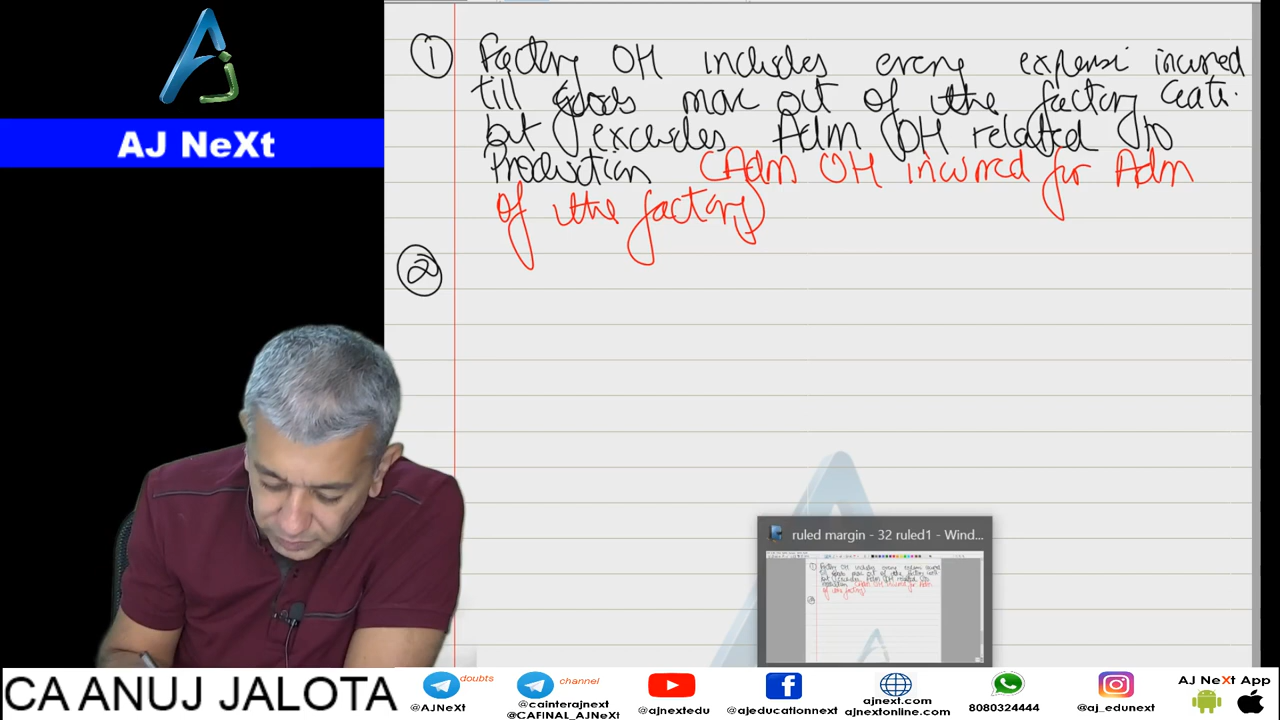 AJ NeXt
① Factory OH includes every expense incurred
till goods move out of the factory Gate.
but excludes Adm OH related to
Production (Adm OH incurred for Adm
of the factory)
②
ruled margin - 32 ruled1 - Wind...
CA ANUJ JALOTA
doubts
@AJNeXt
channel
@cainterajnext
@CAFINAL_AJNeXt
@ajnextedu
@ajeducationnext
ajnext.com
ajnextonline.com
8080324444
@aj_edunext
AJ NeXt App